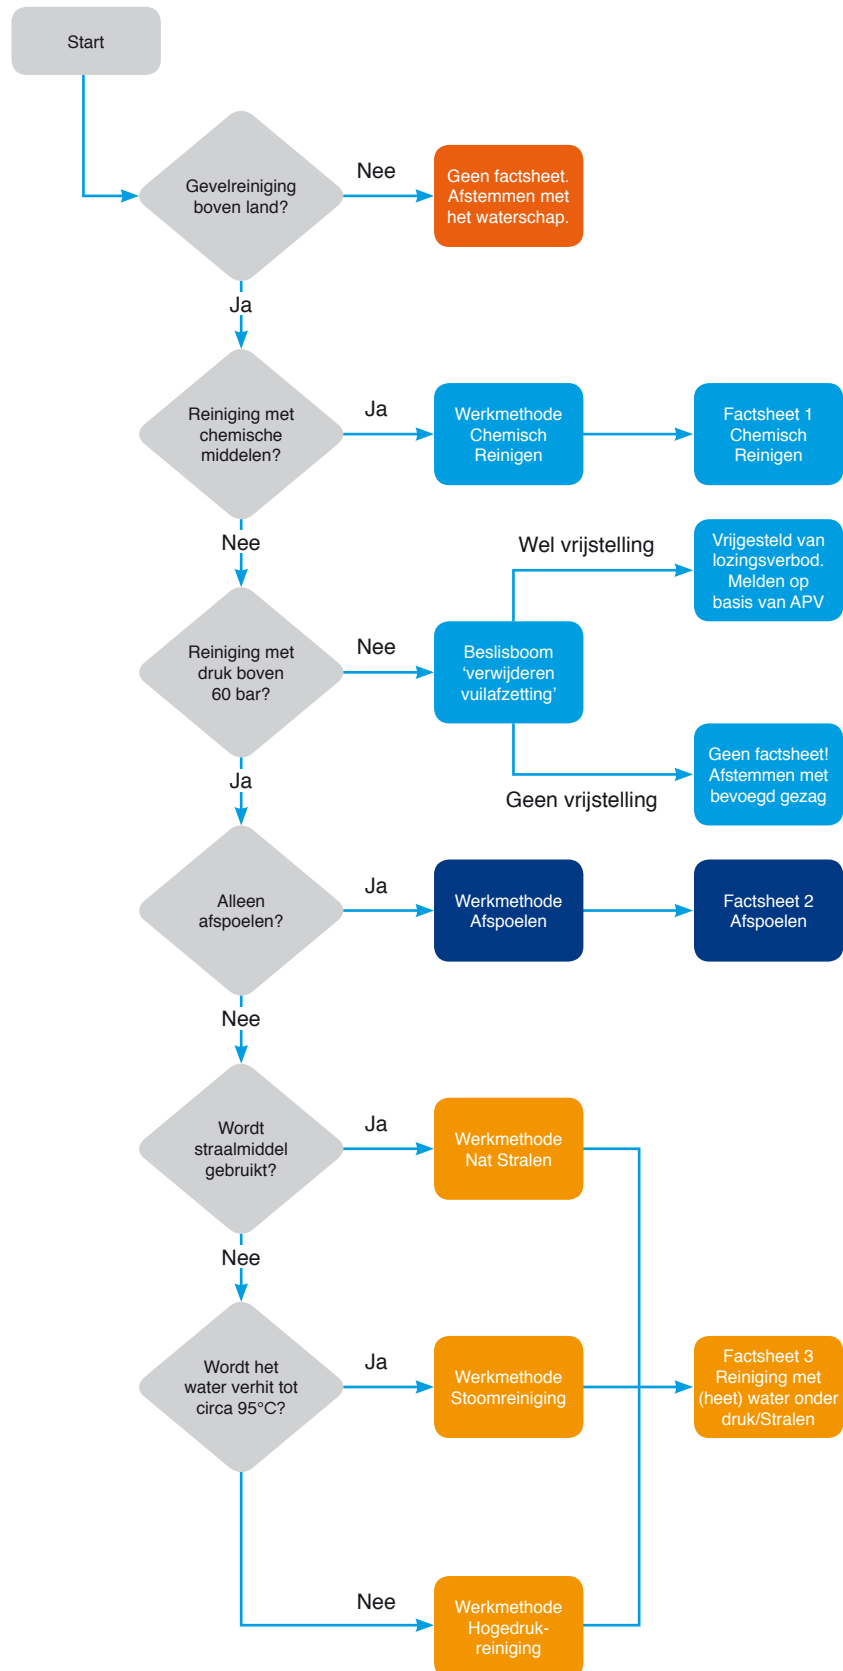 Start
Gevelreiniging
boven land?
Nee
Geen factsheet.
Afstemmen met
het waterschap.
Ja
Reiniging met
chemische
middelen?
Ja
Werkmethode
Chemisch
Reinigen
Factsheet 1
Chemisch
Reinigen
Nee
Wel vrijstelling
Vrijgesteld van
lozingsverbod.
Melden op
basis van APV
Reiniging met
druk boven
60 bar?
Nee
Beslisboom
‘verwijderen
vuilafzetting’
Geen vrijstelling
Geen factsheet!
Afstemmen met
bevoegd gezag
Ja
Alleen
afspoelen?
Ja
Werkmethode
Afspoelen
Factsheet 2
Afspoelen
Nee
Wordt
straalmiddel
gebruikt?
Ja
Werkmethode
Nat Stralen
Nee
Wordt het
water verhit tot
circa 95°C?
Ja
Werkmethode
Stoomreiniging
Factsheet 3
Reiniging met
(heet) water onder
druk/Stralen
Nee
Werkmethode
Hogedruk-
reiniging